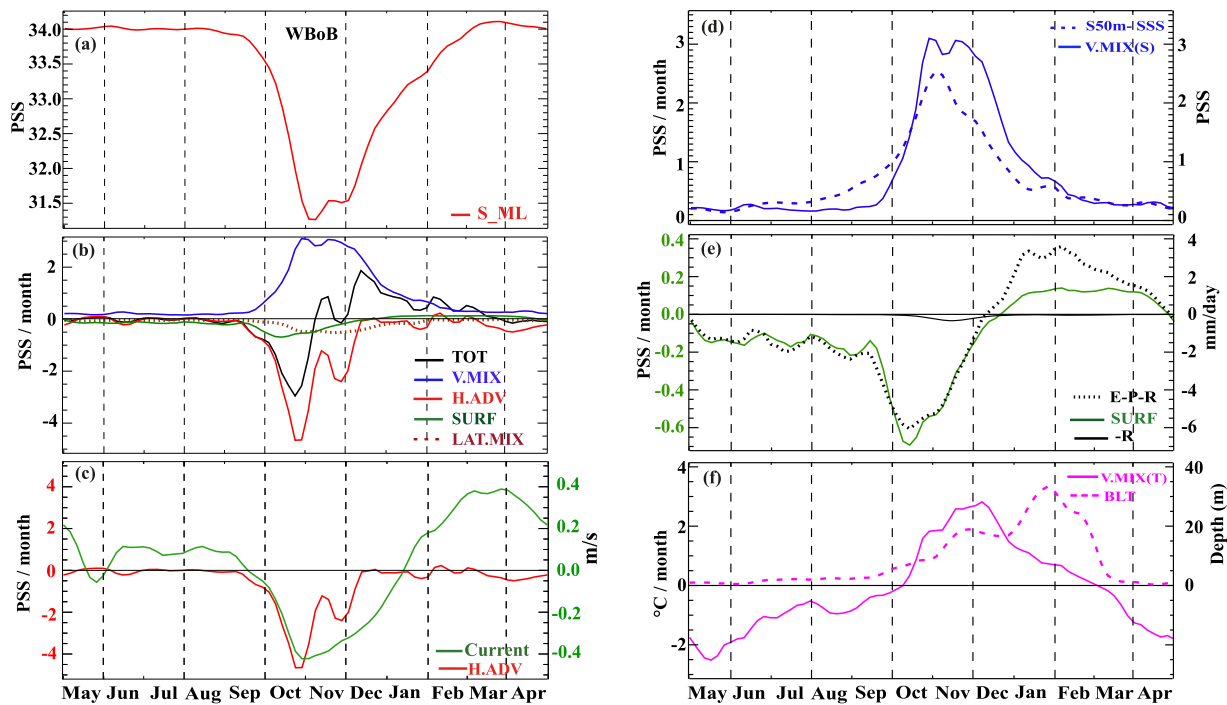 (a)
WBoB
34.0
33.5
33.0
32.5
32.0
31.5
PSS
S_ML
(b)
2
0
-2
-4
PSS / month
TOT
V.MIX
H.ADV
SURF
LAT.MIX
(c)
4
2
0
-2
-4
PSS / month
0.4
0.2
0.0
-0.2
-0.4
m/s
Current
H.ADV
May Jun Jul Aug Sep Oct Nov Dec Jan Feb Mar Apr
(d)
S50m-SSS
V.MIX(S)
3
2
1
0
PSS / month
3
2
1
0
PSS
(e)
0.4
0.2
0.0
-0.2
-0.4
-0.6
PSS / month
4
2
0
-2
-4
-6
mm/day
E-P-R
SURF
-R
(f)
V.MIX(T)
BLT
4
2
0
-2
°C / month
40
20
0
Depth (m)
May Jun Jul Aug Sep Oct Nov Dec Jan Feb Mar Apr